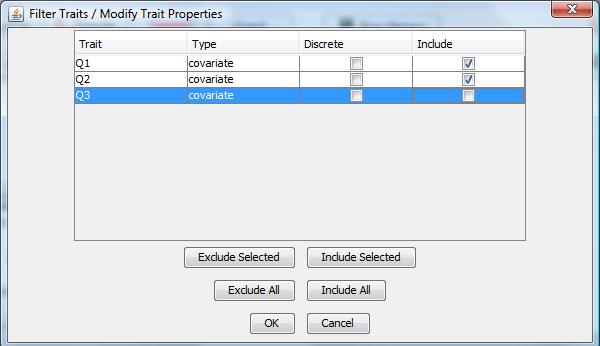 Filter Traits / Modify Trait Properties
Trait Type Discrete Include
Q1 covariate
Q2 covariate
Q3 covariate
Exclude Selected Include Selected
Exclude All Include All
OK Cancel